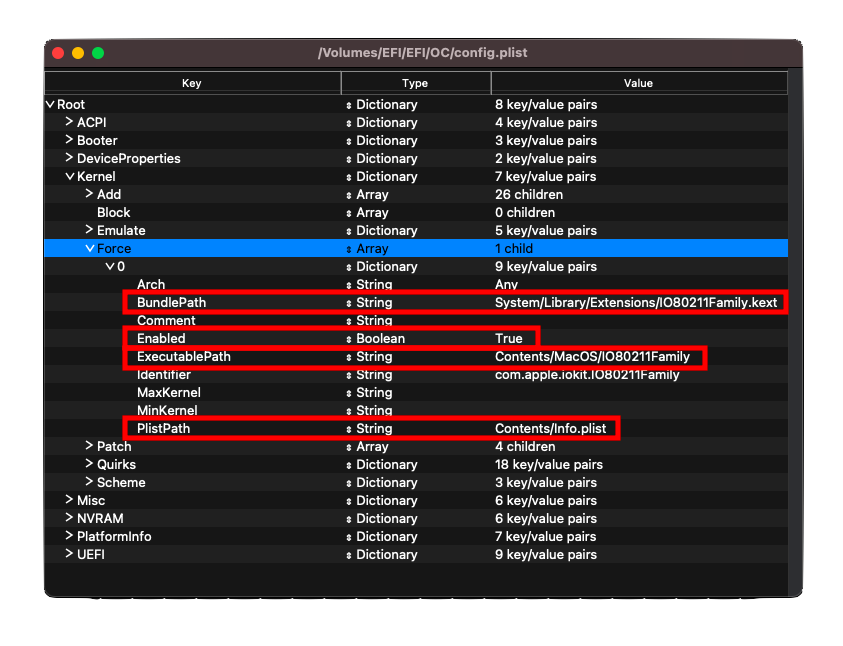 /Volumes/EFI/EFI/OC/config.plist
Key Type Value
Root Dictionary 8 key/value pairs
ACPI Dictionary 4 key/value pairs
Booter Dictionary 3 key/value pairs
DeviceProperties Dictionary 2 key/value pairs
Kernel Dictionary 7 key/value pairs
Add Array 26 children
Block Array 0 children
Emulate Dictionary 5 key/value pairs
Force Array 1 child
0 Dictionary 9 key/value pairs
Arch String Any
BundlePath String System/Library/Extensions/IO80211Family.kext
Comment String
Enabled Boolean True
ExecutablePath String Contents/MacOS/IO80211Family
Identifier String com.apple.iokit.IO80211Family
MaxKernel String
MinKernel String
PlistPath String Contents/Info.plist
Patch Array 4 children
Quirks Dictionary 18 key/value pairs
Scheme Dictionary 3 key/value pairs
Misc Dictionary 6 key/value pairs
NVRAM Dictionary 6 key/value pairs
PlatformInfo Dictionary 7 key/value pairs
UEFI Dictionary 9 key/value pairs